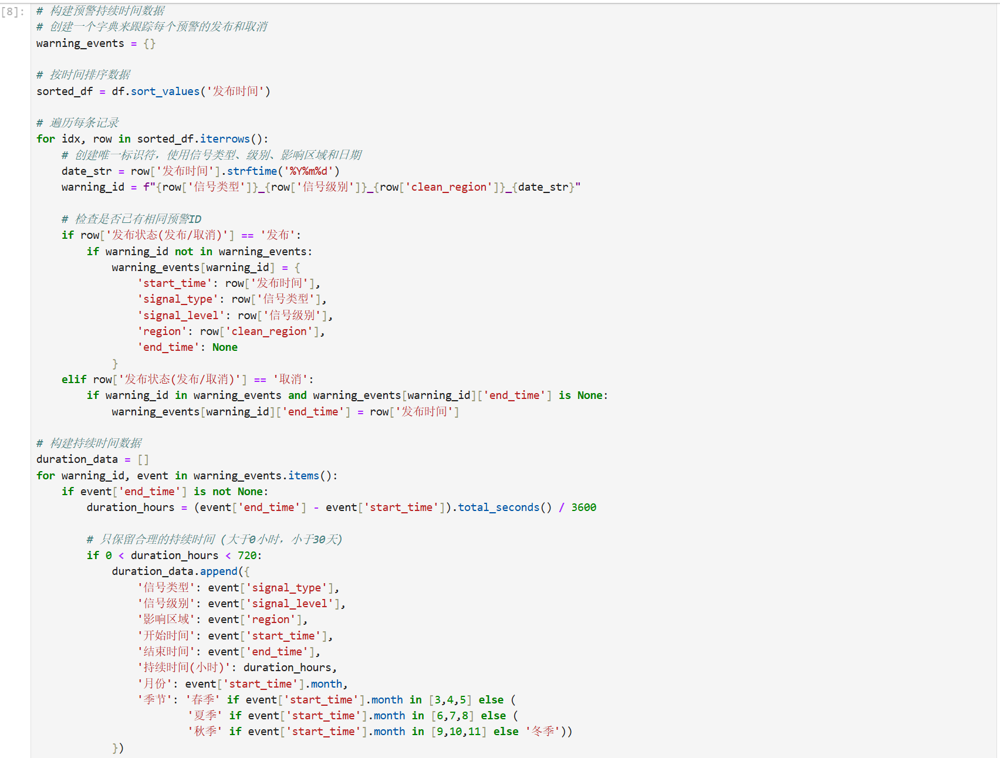 [8]:
# 构建预警持续时间数据
# 创建一个字典来跟踪每个预警的发布和取消
warning_events = {}

# 按时间排序数据
sorted_df = df.sort_values('发布时间')

# 遍历每条记录
for idx, row in sorted_df.iterrows():
    # 创建唯一标识符，使用信号类型、级别、影响区域和日期
    date_str = row['发布时间'].strftime('%Y%m%d')
    warning_id = f"{row['信号类型']}_{row['信号级别']}_{row['clean_region']}_{date_str}"

    # 检查是否已有相同预警ID
    if row['发布状态(发布/取消)'] == '发布':
        if warning_id not in warning_events:
            warning_events[warning_id] = {
                'start_time': row['发布时间'],
                'signal_type': row['信号类型'],
                'signal_level': row['信号级别'],
                'region': row['clean_region'],
                'end_time': None
            }
    elif row['发布状态(发布/取消)'] == '取消':
        if warning_id in warning_events and warning_events[warning_id]['end_time'] is None:
            warning_events[warning_id]['end_time'] = row['发布时间']

# 构建持续时间数据
duration_data = []
for warning_id, event in warning_events.items():
    if event['end_time'] is not None:
        duration_hours = (event['end_time'] - event['start_time']).total_seconds() / 3600

        # 只保留合理的持续时间 (大于0小时，小于30天)
        if 0 < duration_hours < 720:
            duration_data.append({
                '信号类型': event['signal_type'],
                '信号级别': event['signal_level'],
                '影响区域': event['region'],
                '开始时间': event['start_time'],
                '结束时间': event['end_time'],
                '持续时间(小时)': duration_hours,
                '月份': event['start_time'].month,
                '季节': '春季' if event['start_time'].month in [3,4,5] else (
                        '夏季' if event['start_time'].month in [6,7,8] else (
                        '秋季' if event['start_time'].month in [9,10,11] else '冬季'))
            })